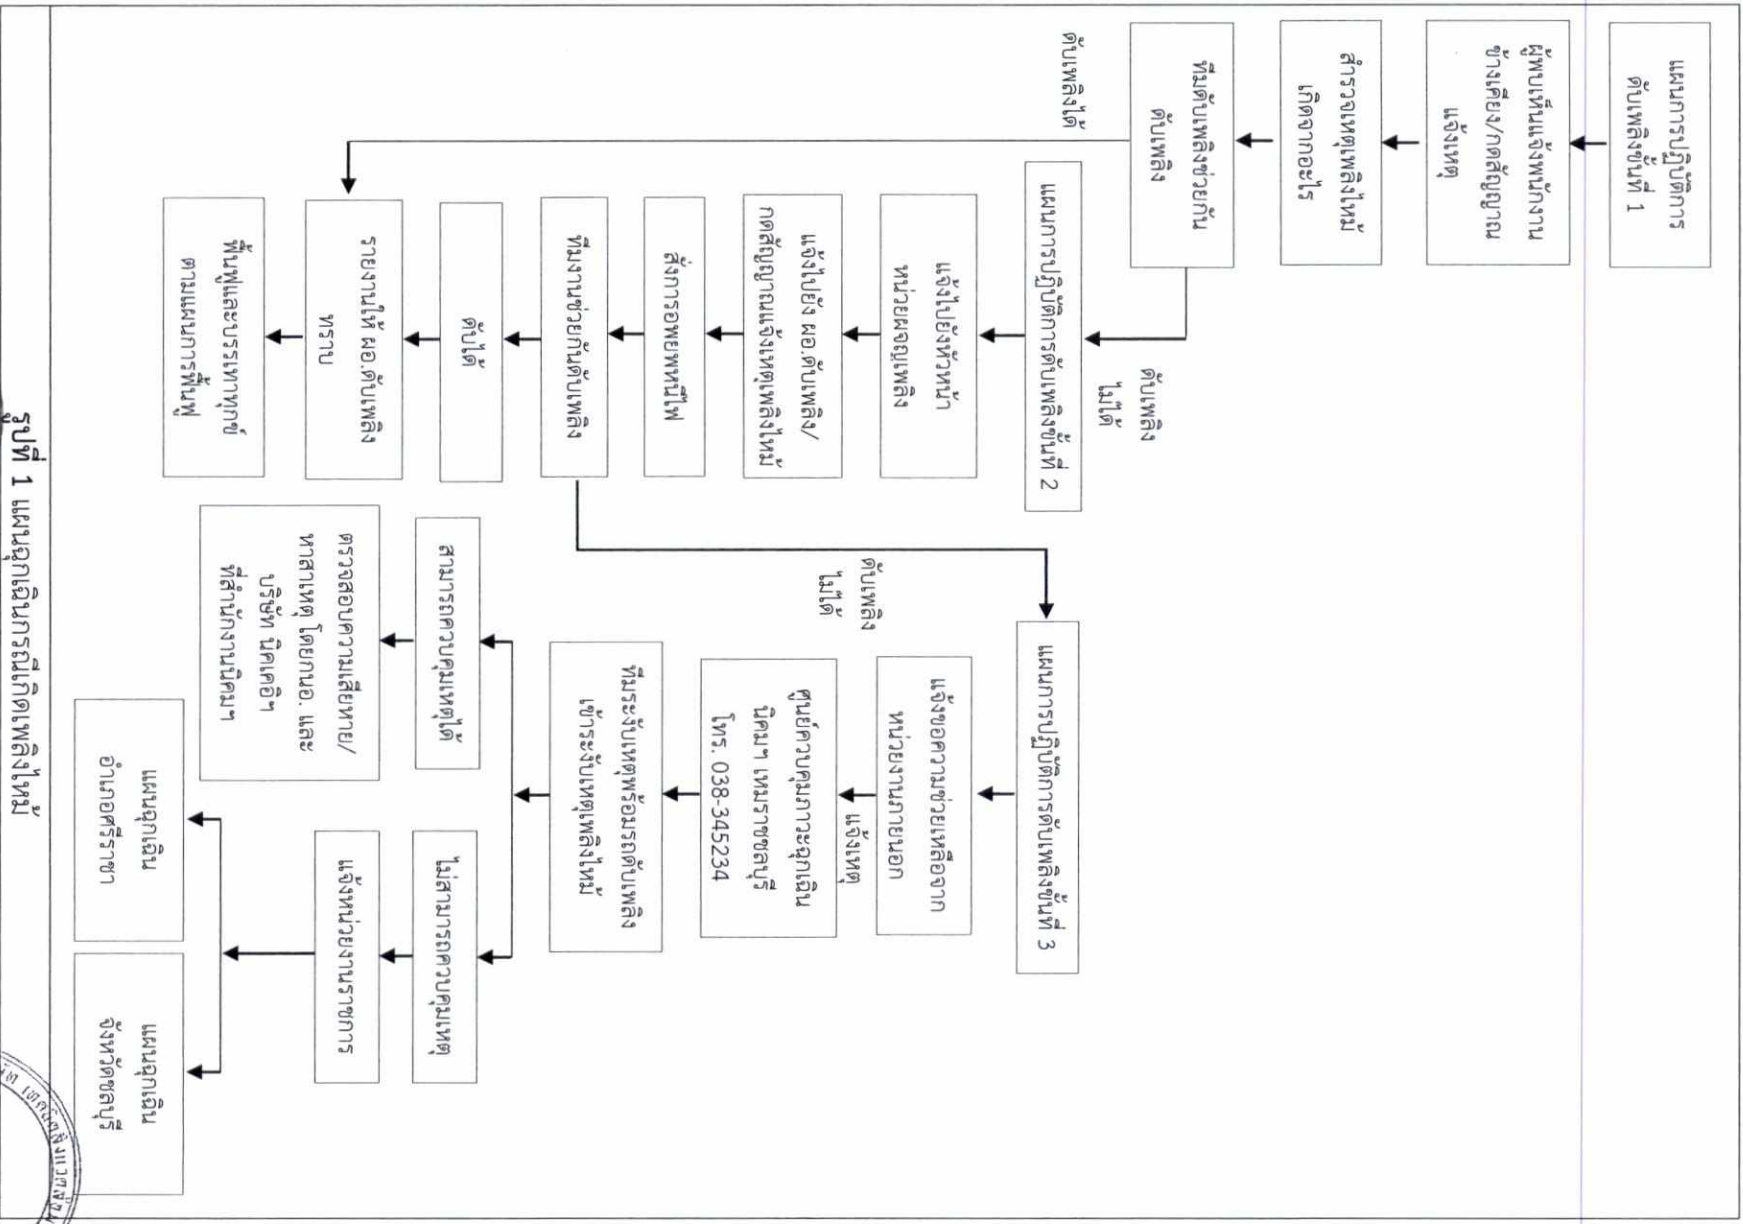 แผนการปฏิบัติการ
ดับเพลิงขั้นที่ 1
ผู้พบเห็นแจ้งพนักงาน
ข้างเคียง/กดสัญญาณ
แจ้งเหตุ
สำรวจเหตุเพลิงไหม้
เกิดจากอะไร
ทีมดับเพลิงช่วยกัน
ดับเพลิง
ดับเพลิงได้
ดับเพลิง
ไม่ได้
แผนการปฏิบัติการดับเพลิงขั้นที่ 2
แจ้งไปยังหัวหน้า
หน่วยผจญเพลิง
แจ้งไปยัง ผอ.ดับเพลิง/
กดสัญญาณแจ้งเหตุเพลิงไหม้
สั่งการอพยพหนีไฟ
ทีมงานช่วยกันดับเพลิง
ดับได้
รายงานให้ ผอ.ดับเพลิง
ทราบ
ฟื้นฟูและบรรเทาทุกข์
ตามแผนการฟื้นฟู
ดับเพลิง
ไม่ได้
แผนการปฏิบัติการดับเพลิงขั้นที่ 3
แจ้งขอความช่วยเหลือจาก
หน่วยงานภายนอก
แจ้งเหตุ
ศูนย์ควบคุมภาวะฉุกเฉิน
นิคมฯ เหมราชชลบุรี
โทร. 038-345234
ทีมระงับเหตุพร้อมรถดับเพลิง
เข้าระงับเหตุเพลิงไหม้
สามารถควบคุมเหตุได้
ตรวจสอบความเสียหาย/
หาสาเหตุ โดยกนอ. และ
บริษัท นิคเคอิฯ
ที่สำนักงานนิคมฯ
ไม่สามารถควบคุมเหตุ
แจ้งหน่วยงานราชการ
แผนฉุกเฉิน
อำเภอศรีราชา
แผนฉุกเฉิน
จังหวัดชลบุรี
รูปที่ 1 แผนฉุกเฉินกรณีเกิดเพลิงไหม้